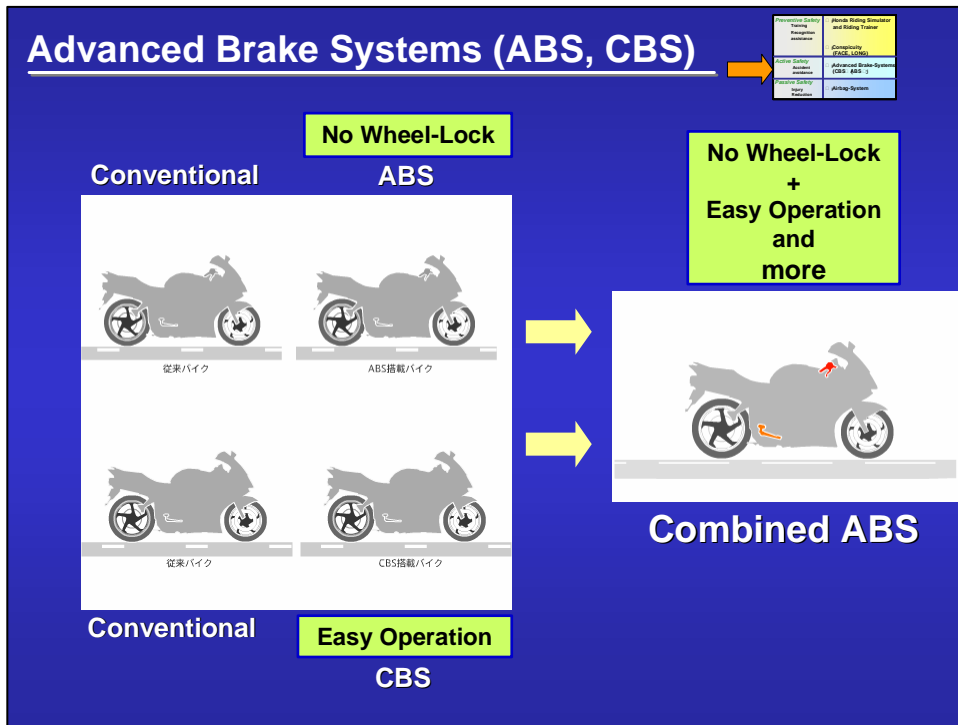 Advanced Brake Systems (ABS, CBS)
Preventive Safety
Training
Recognition
assistance
Honda Riding Simulator
and Riding Trainer
Conspicuity
(FACE, LONG)
Active Safety
Accident
avoidance
Advanced Brake-Systems
(CBS ABS )
Passive Safety
Injury
Reduction
Airbag-System
No Wheel-Lock
Conventional
ABS
従来バイク
ABS搭載バイク
従来バイク
CBS搭載バイク
Conventional
Easy Operation
CBS
No Wheel-Lock
+
Easy Operation
and
more
Combined ABS